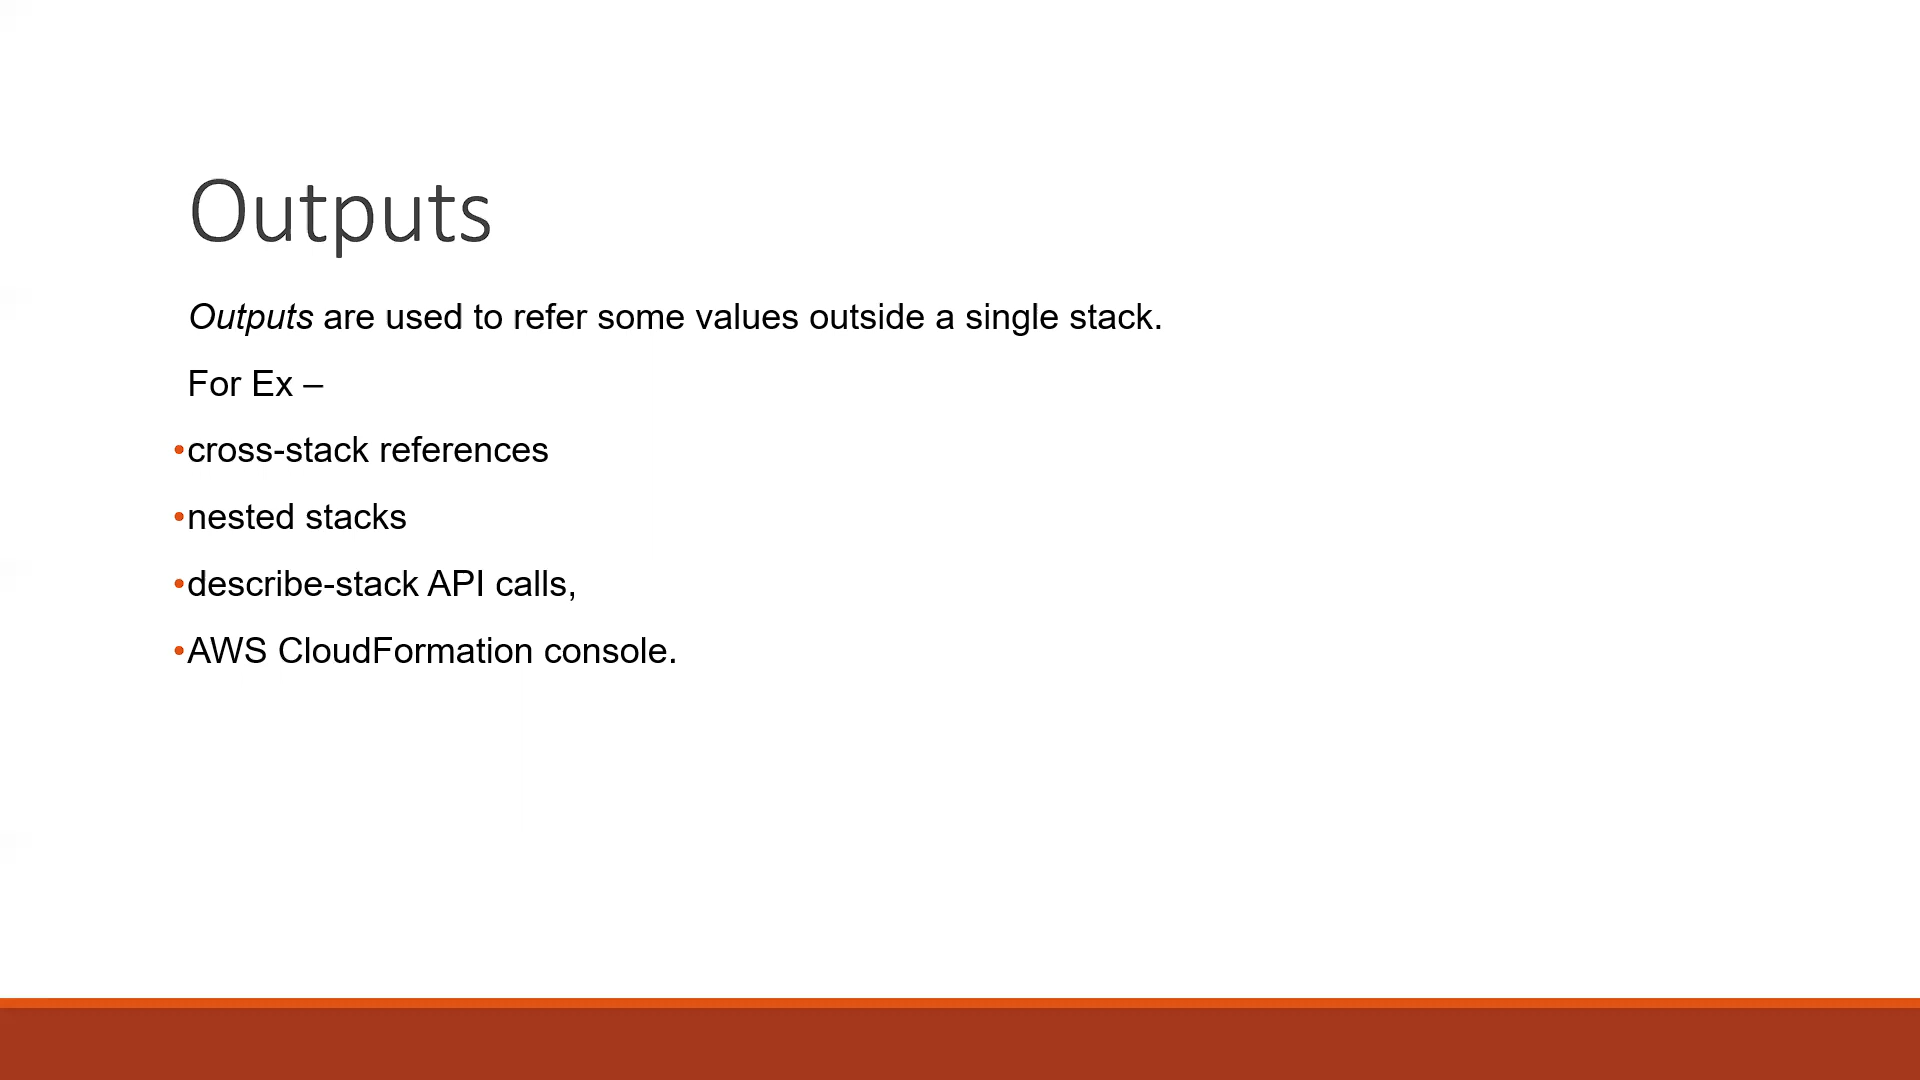 Outputs
Outputs are used to refer some values outside a single stack.
For Ex –
•cross-stack references
•nested stacks
•describe-stack API calls,
•AWS CloudFormation console.